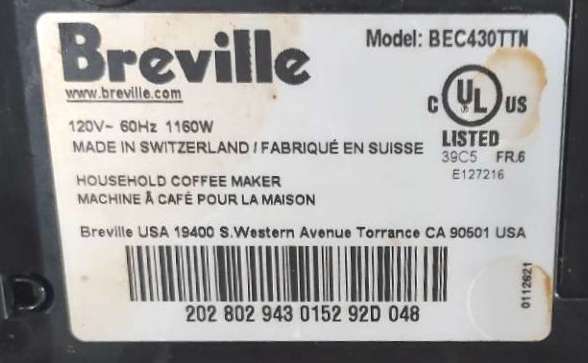 Breville
www.breville.com
Model: BEC430TTN
120V~ 60Hz 1160W
MADE IN SWITZERLAND / FABRIQUÉ EN SUISSE
C UL US
LISTED
39C5 FR.6
E127216
HOUSEHOLD COFFEE MAKER
MACHINE À CAFÉ POUR LA MAISON
Breville USA 19400 S.Western Avenue Torrance CA 90501 USA
202 802 943 0152 92D 048
0112621